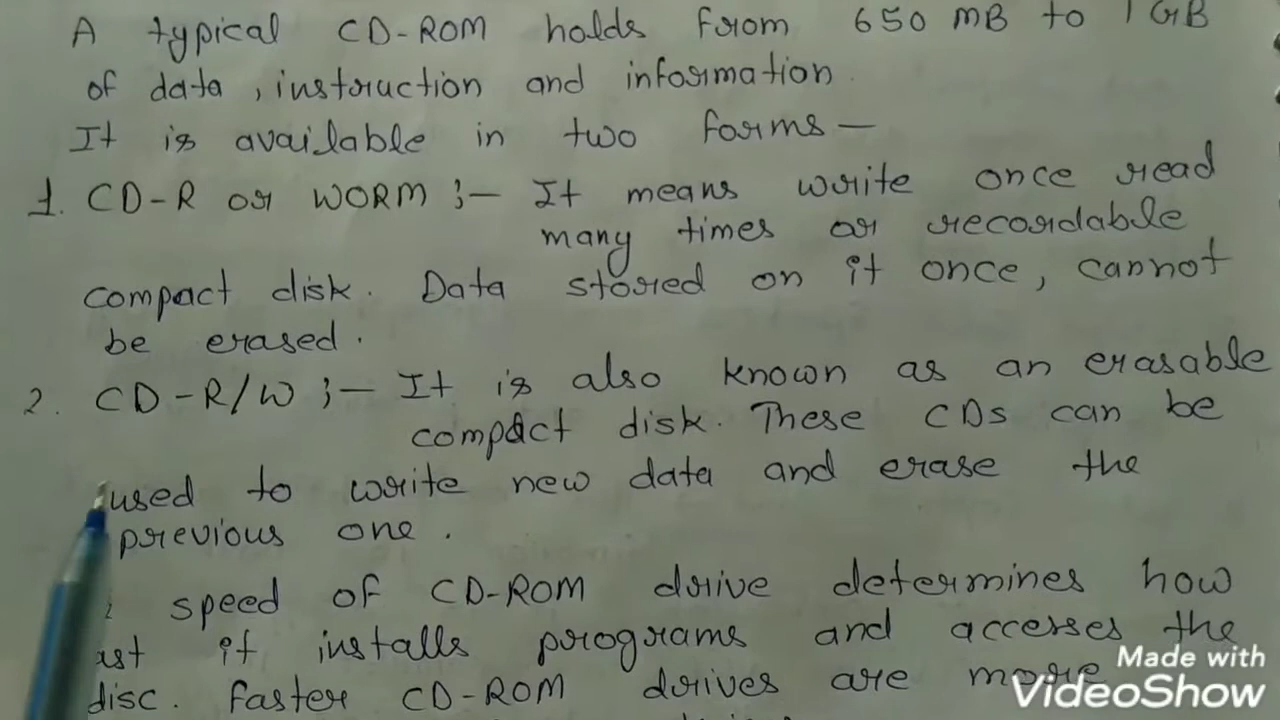 A typical CD-ROM holds from 650 MB to 1 GB
of data, instruction and information.
It is available in two forms —
1. CD-R or WORM ;— It means write once read
many times or recordable
compact disk. Data stored on it once, cannot
be erased.
2. CD-R/W ;— It is also known as an erasable
compact disk. These CDs can be
used to write new data and erase the
previous one.
speed of CD-ROM drive determines how
ast it installs programs and accesses the
disc. Faster CD-ROM drives are more
Made with
VideoShow